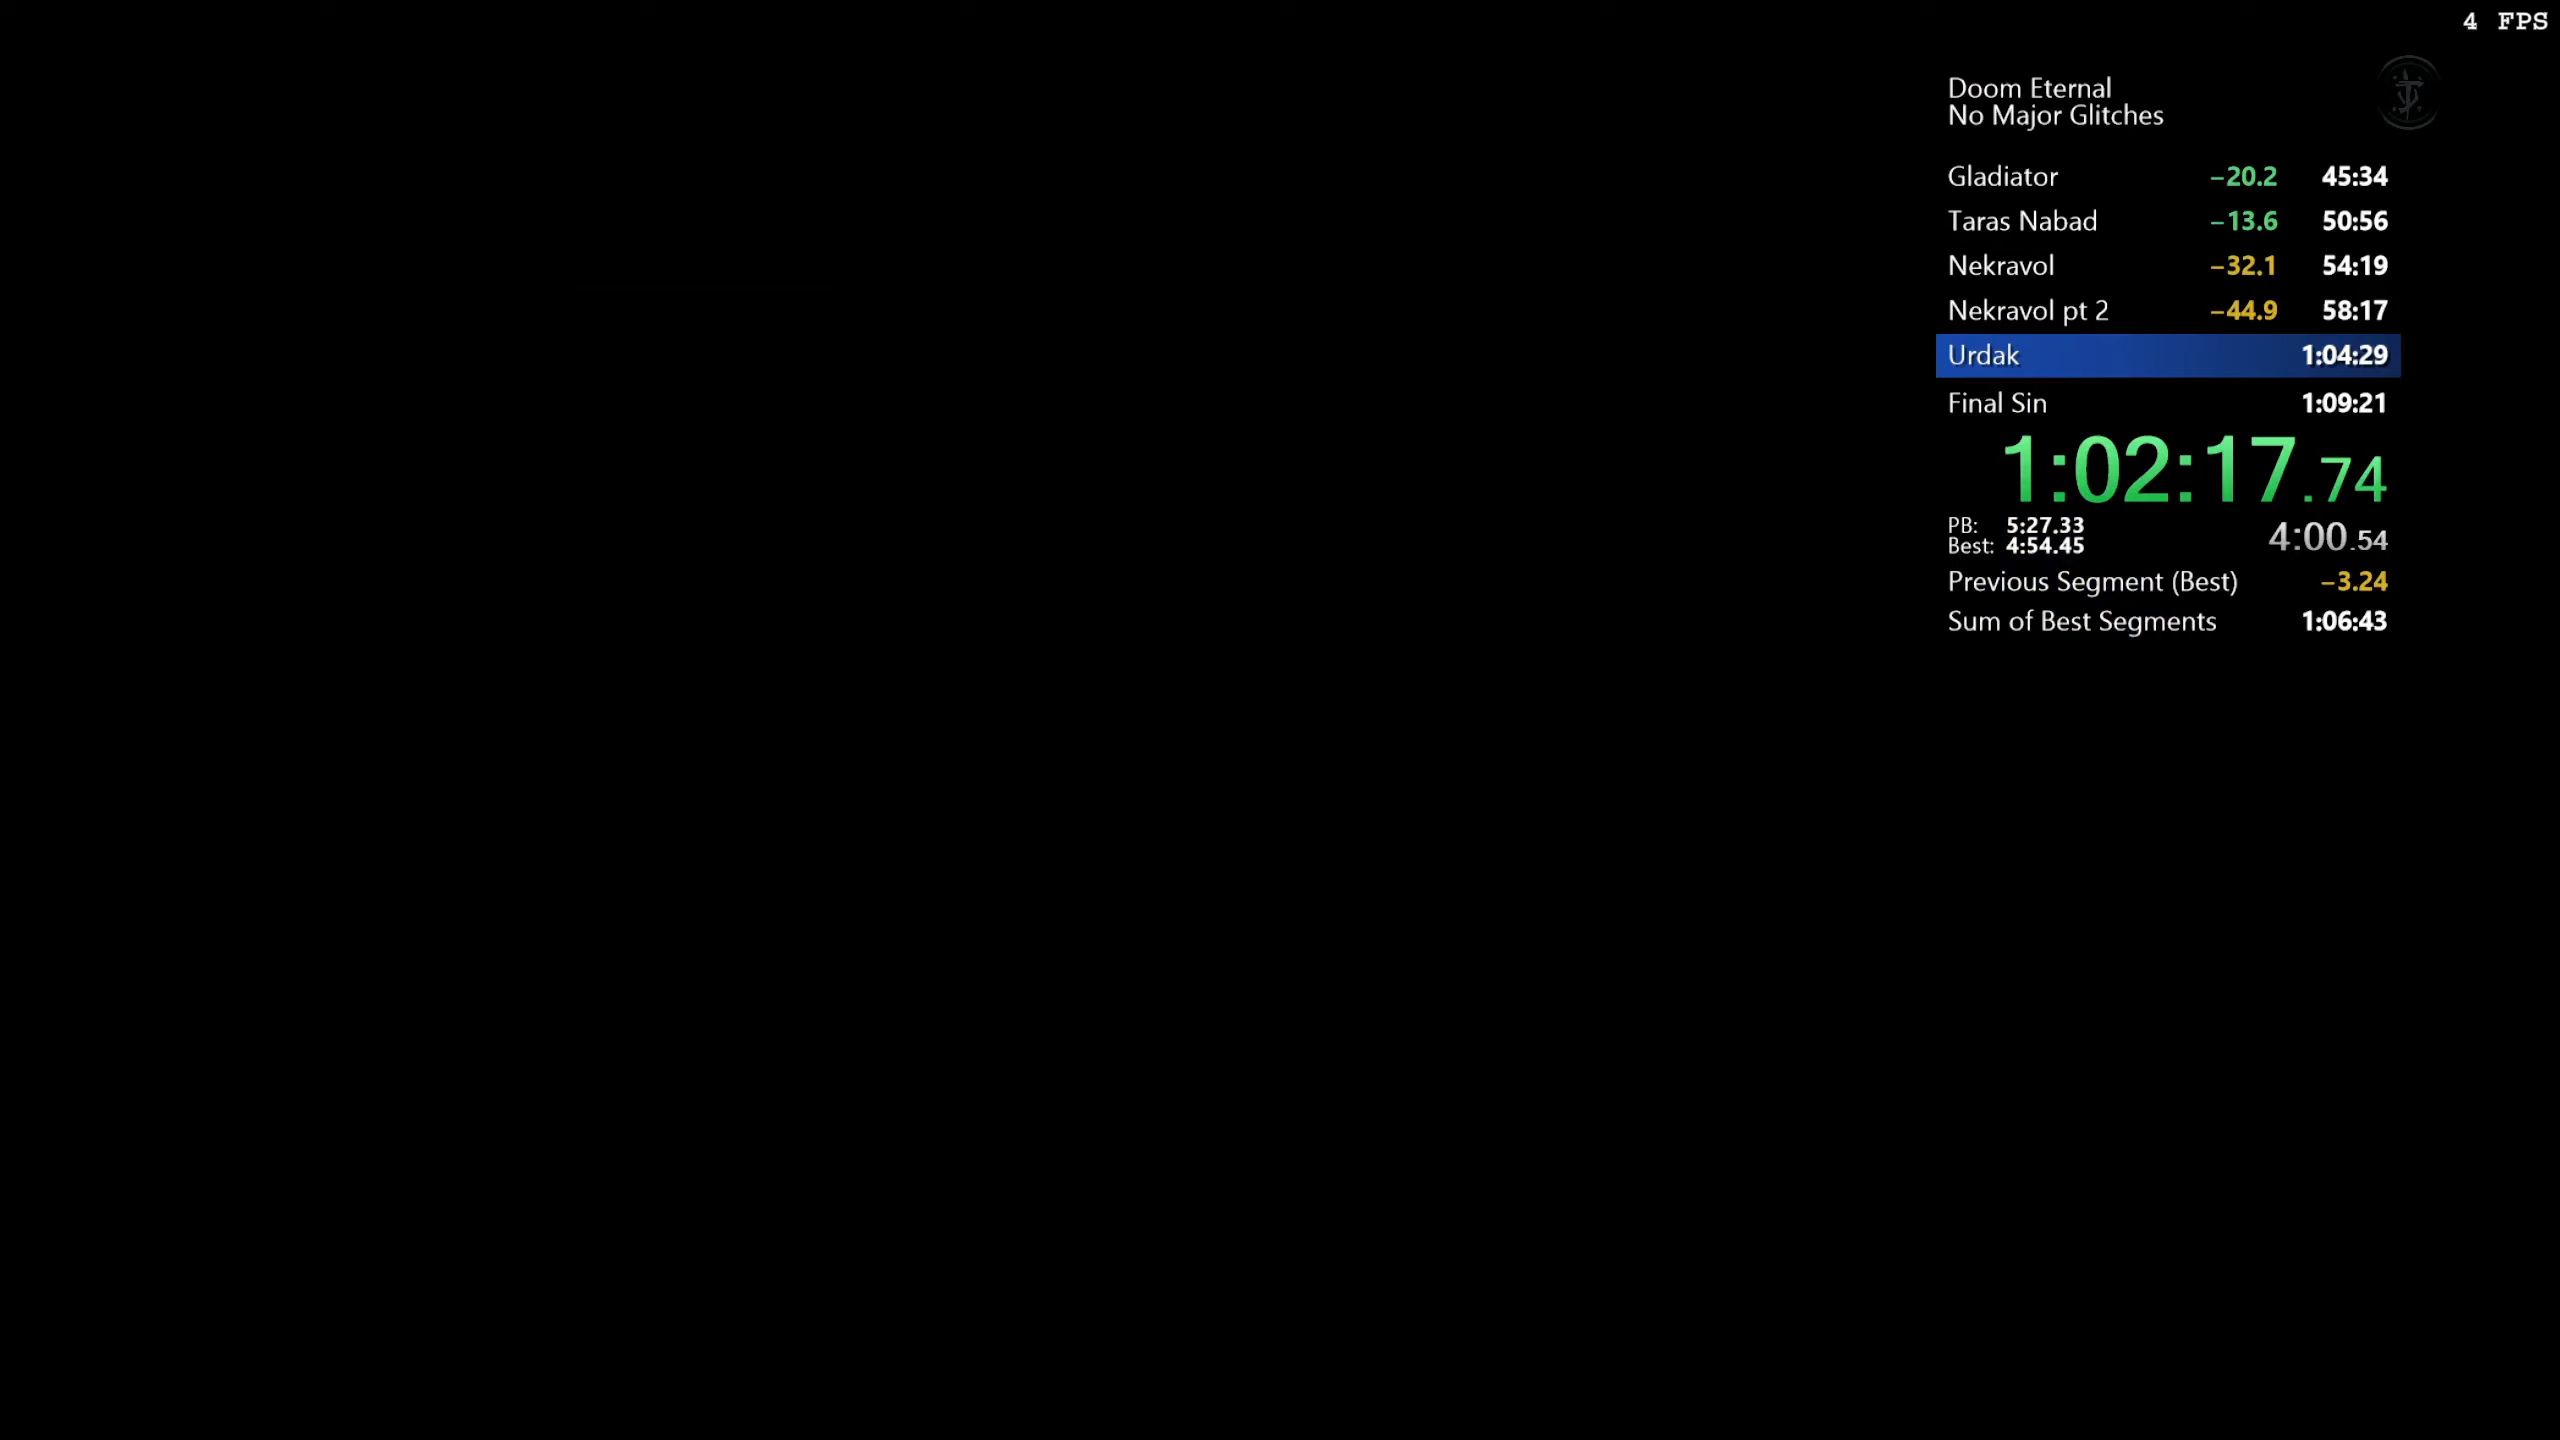 4 FPS
Doom Eternal
No Major Glitches
Gladiator −20.2 45:34
Taras Nabad −13.6 50:56
Nekravol −32.1 54:19
Nekravol pt 2 −44.9 58:17
Urdak 1:04:29
Final Sin 1:09:21
1:02:17.74
PB: 5:27.33
Best: 4:54.45
4:00.54
Previous Segment (Best) −3.24
Sum of Best Segments 1:06:43